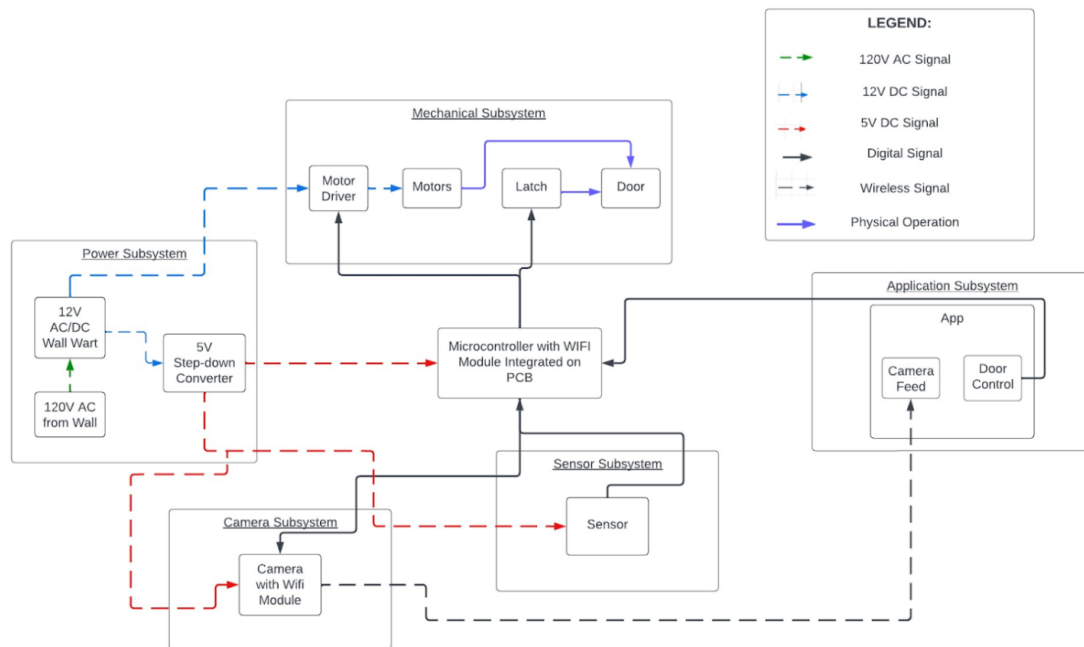 LEGEND:
120V AC Signal
12V DC Signal
5V DC Signal
Digital Signal
Wireless Signal
Physical Operation
Mechanical Subsystem
Motor
Driver
Motors
Latch
Door
Power Subsystem
12V
AC/DC
Wall Wart
5V
Step-down
Converter
120V AC
from Wall
Microcontroller with WIFI
Module Integrated on
PCB
Application Subsystem
App
Camera
Feed
Door
Control
Sensor Subsystem
Sensor
Camera Subsystem
Camera
with Wifi
Module